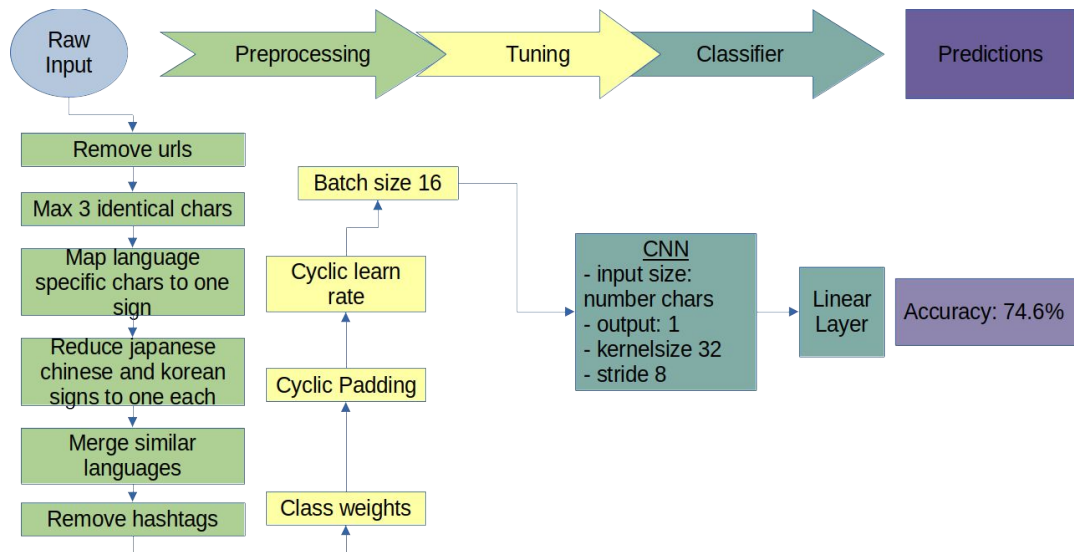 Raw
Input
Preprocessing
Tuning
Classifier
Predictions
Remove urls
Max 3 identical chars
Map language
specific chars to one
sign
Reduce japanese
chinese and korean
signs to one each
Merge similar
languages
Remove hashtags
Class weights
Cyclic Padding
Cyclic learn
rate
Batch size 16
CNN
- input size:
number chars
- output: 1
- kernelsize 32
- stride 8
Linear
Layer
Accuracy: 74.6%